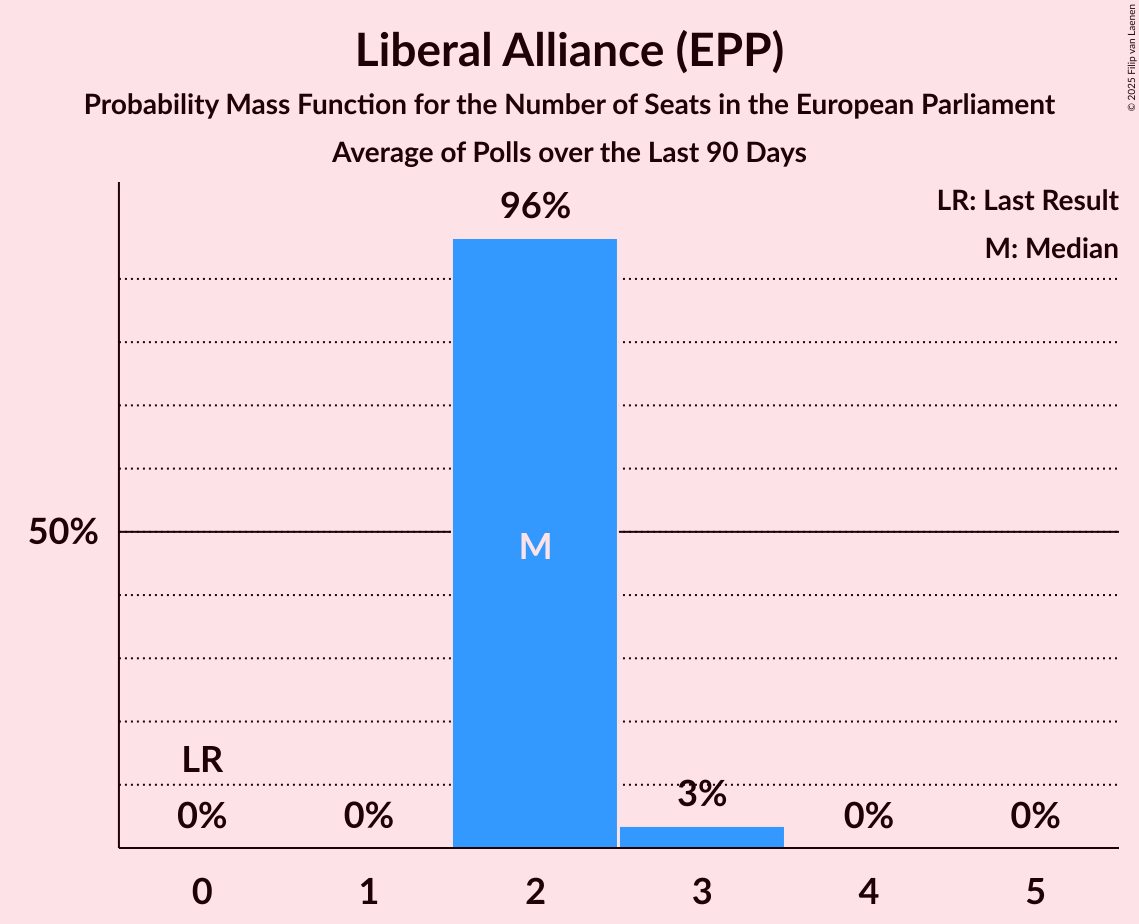 Liberal Alliance (EPP)
Probability Mass Function for the Number of Seats in the European Parliament
Average of Polls over the Last 90 Days
© 2025 Filip van Laenen
LR: Last Result
M: Median
96%
50%
M
LR
0%
0%
3%
0%
0%
0
1
2
3
4
5